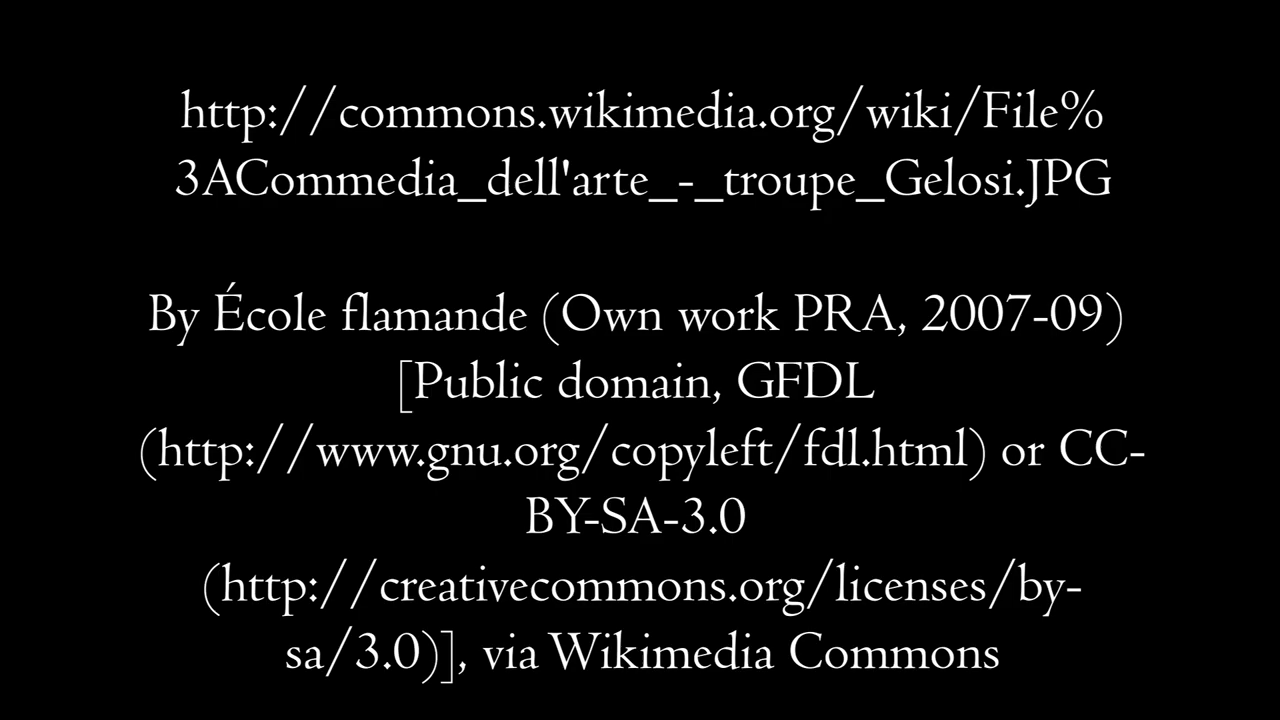 http://commons.wikimedia.org/wiki/File%
3ACommedia_dell'arte_-_troupe_Gelosi.JPG
By École flamande (Own work PRA, 2007-09)
[Public domain, GFDL
(http://www.gnu.org/copyleft/fdl.html) or CC-
BY-SA-3.0
(http://creativecommons.org/licenses/by-
sa/3.0)], via Wikimedia Commons